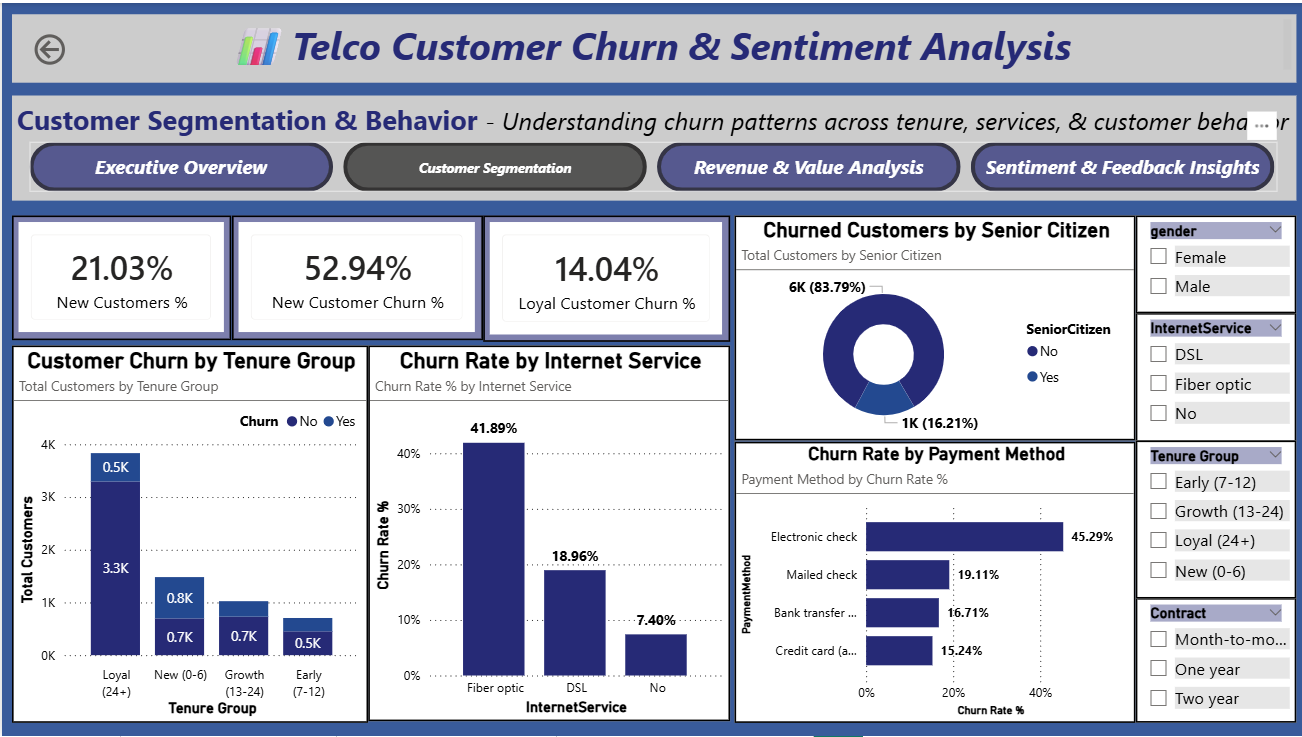 Telco Customer Churn & Sentiment Analysis
Customer Segmentation & Behavior - Understanding churn patterns across tenure, services, & customer beha...r
Executive Overview
Customer Segmentation
Revenue & Value Analysis
Sentiment & Feedback Insights
21.03%
New Customers %
52.94%
New Customer Churn %
14.04%
Loyal Customer Churn %
Customer Churn by Tenure Group
Total Customers by Tenure Group
Churn No Yes
4K
3K
2K
1K
0K
Total Customers
0.5K
3.3K
0.8K
0.7K
0.7K
0.5K
Loyal
(24+)
New (0-6)
Growth
(13-24)
Early
(7-12)
Tenure Group
Churn Rate by Internet Service
Churn Rate % by Internet Service
Churn Rate %
40%
30%
20%
10%
0%
41.89%
18.96%
7.40%
Fiber optic
DSL
No
InternetService
Churned Customers by Senior Citizen
Total Customers by Senior Citizen
6K (83.79%)
1K (16.21%)
SeniorCitizen
No
Yes
Churn Rate by Payment Method
Payment Method by Churn Rate %
PaymentMethod
Electronic check 45.29%
Mailed check 19.11%
Bank transfer ... 16.71%
Credit card (a... 15.24%
0% 20% 40%
Churn Rate %
gender
Female
Male
InternetService
DSL
Fiber optic
No
Tenure Group
Early (7-12)
Growth (13-24)
Loyal (24+)
New (0-6)
Contract
Month-to-mo...
One year
Two year